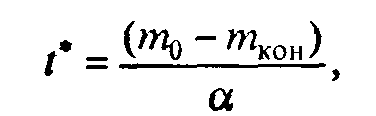 t* = (m₀ − mкон) / α,